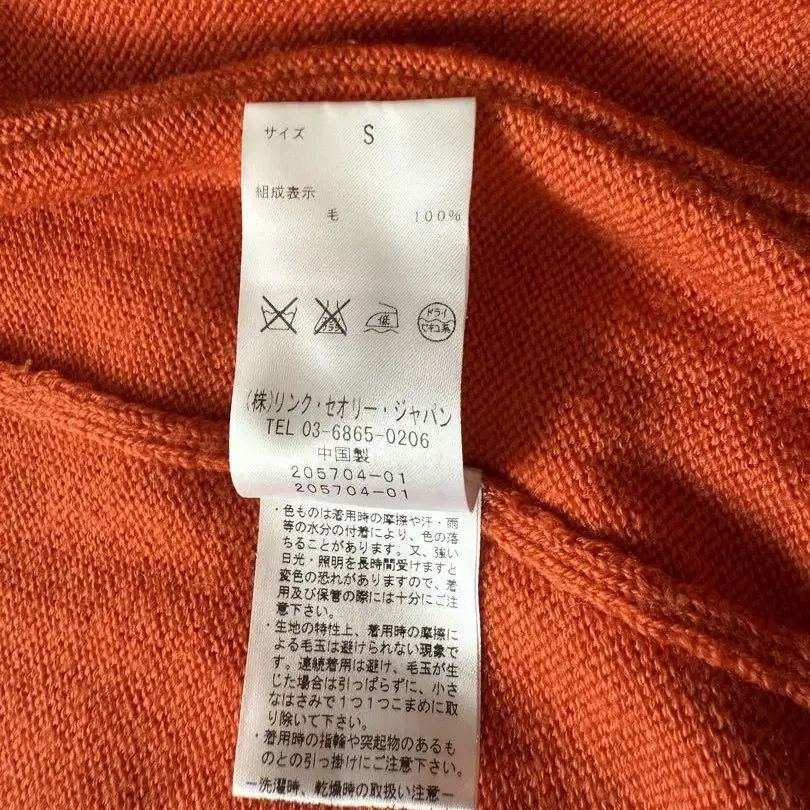 サイズ S
組成表示
毛 100%
エンソサラシ
低
ドライ
セキユ系
(株)リンク・セオリー・ジャパン
TEL 03-6865-0206
中国製
205704-01
205704-01
・色ものは着用時の摩擦や汗・雨
等の水分の付着により、色の落
ちることがあります。又、強い
日光・照明を長時間受けますと
変色の恐れがありますので、着
用及び保管の際には十分にご注
意下さい。
・生地の特性上、着用時の摩擦に
よる毛玉は避けられない現象で
す。連続着用は避け、毛玉が生
じた場合は引っぱらずに、小さ
なはさみで1つ1つこまめに取
り除いて下さい。
・着用時の指輪や突起物のあるも
のとの引っ掛けにご注意下さい。
―洗濯時、乾燥時の取扱い注意―